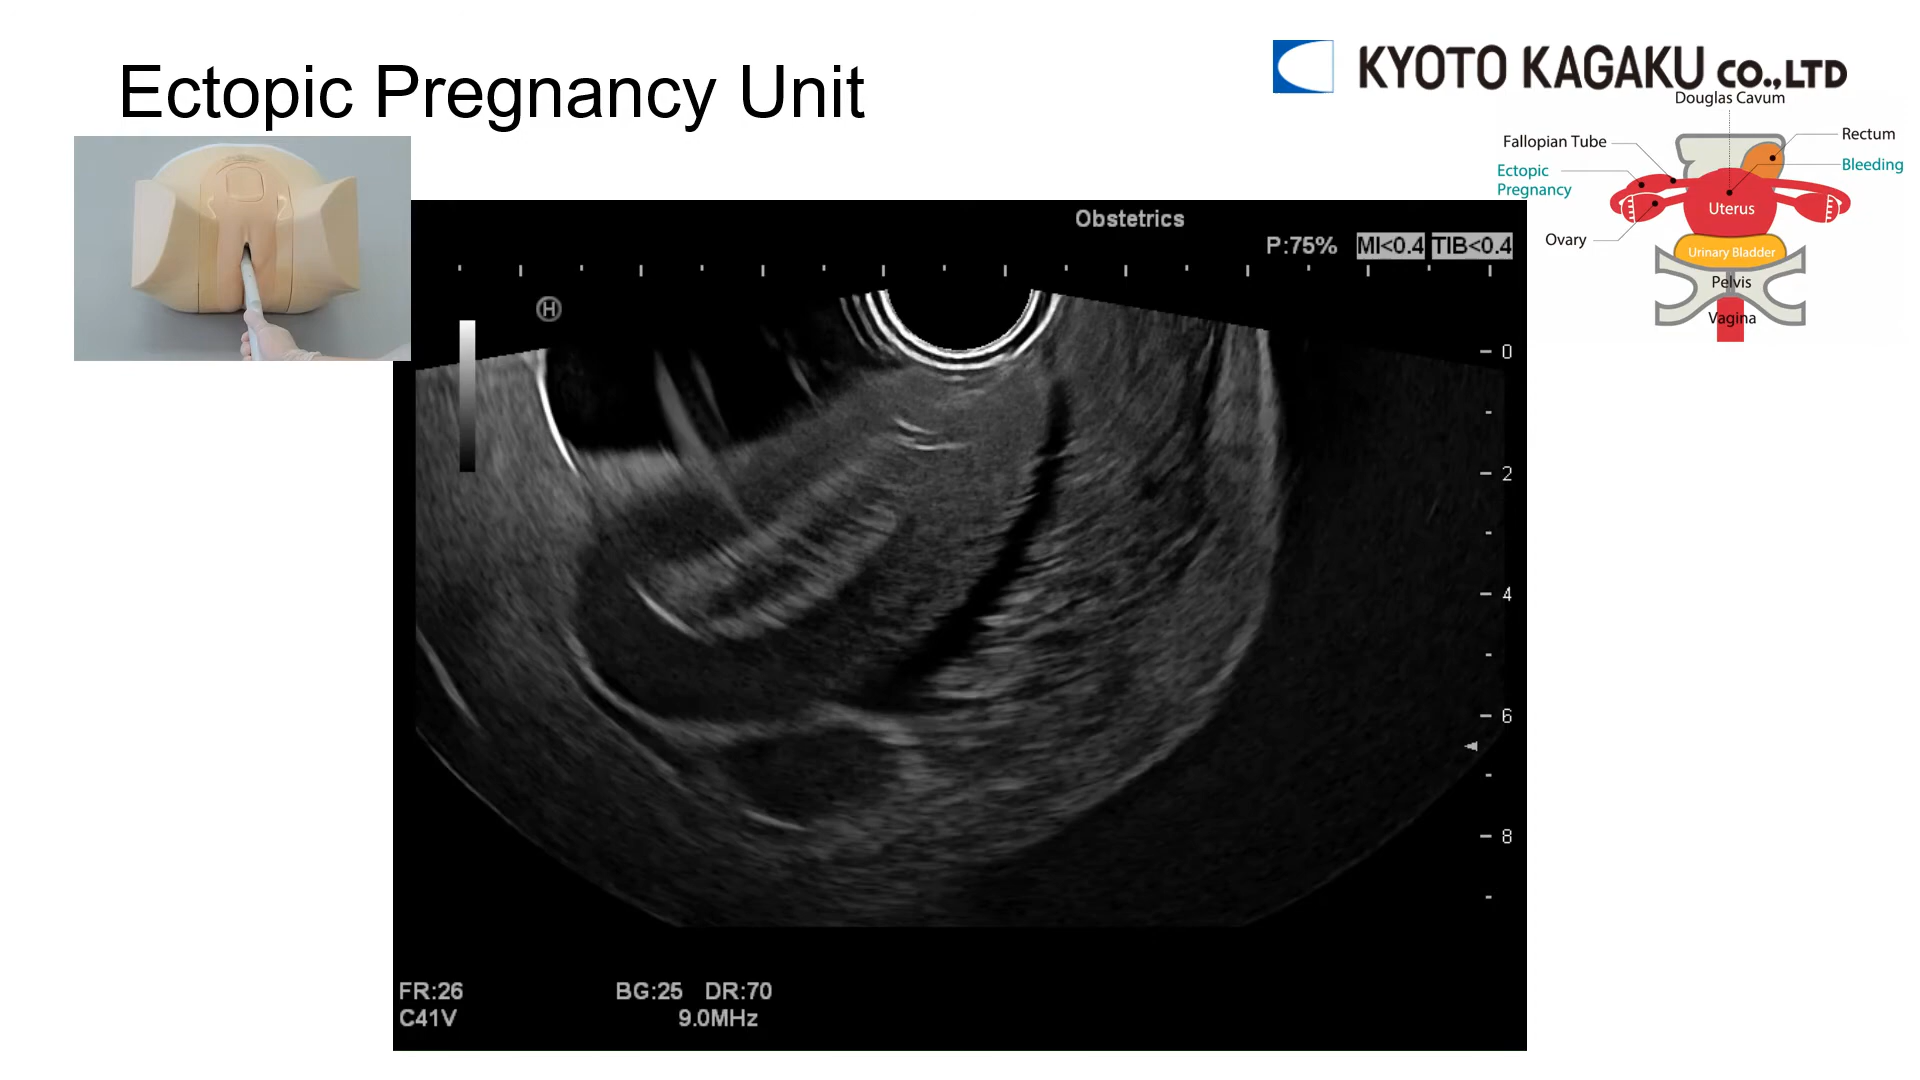 Ectopic Pregnancy Unit
KYOTO KAGAKU CO.,LTD
Douglas Cavum
Fallopian Tube
Rectum
Ectopic
Pregnancy
Bleeding
Uterus
Ovary
Urinary Bladder
Pelvis
Vagina
Obstetrics
P:75% MI<0.4 TIB<0.4
H
0
2
4
6
8
FR:26 BG:25 DR:70
C41V 9.0MHz